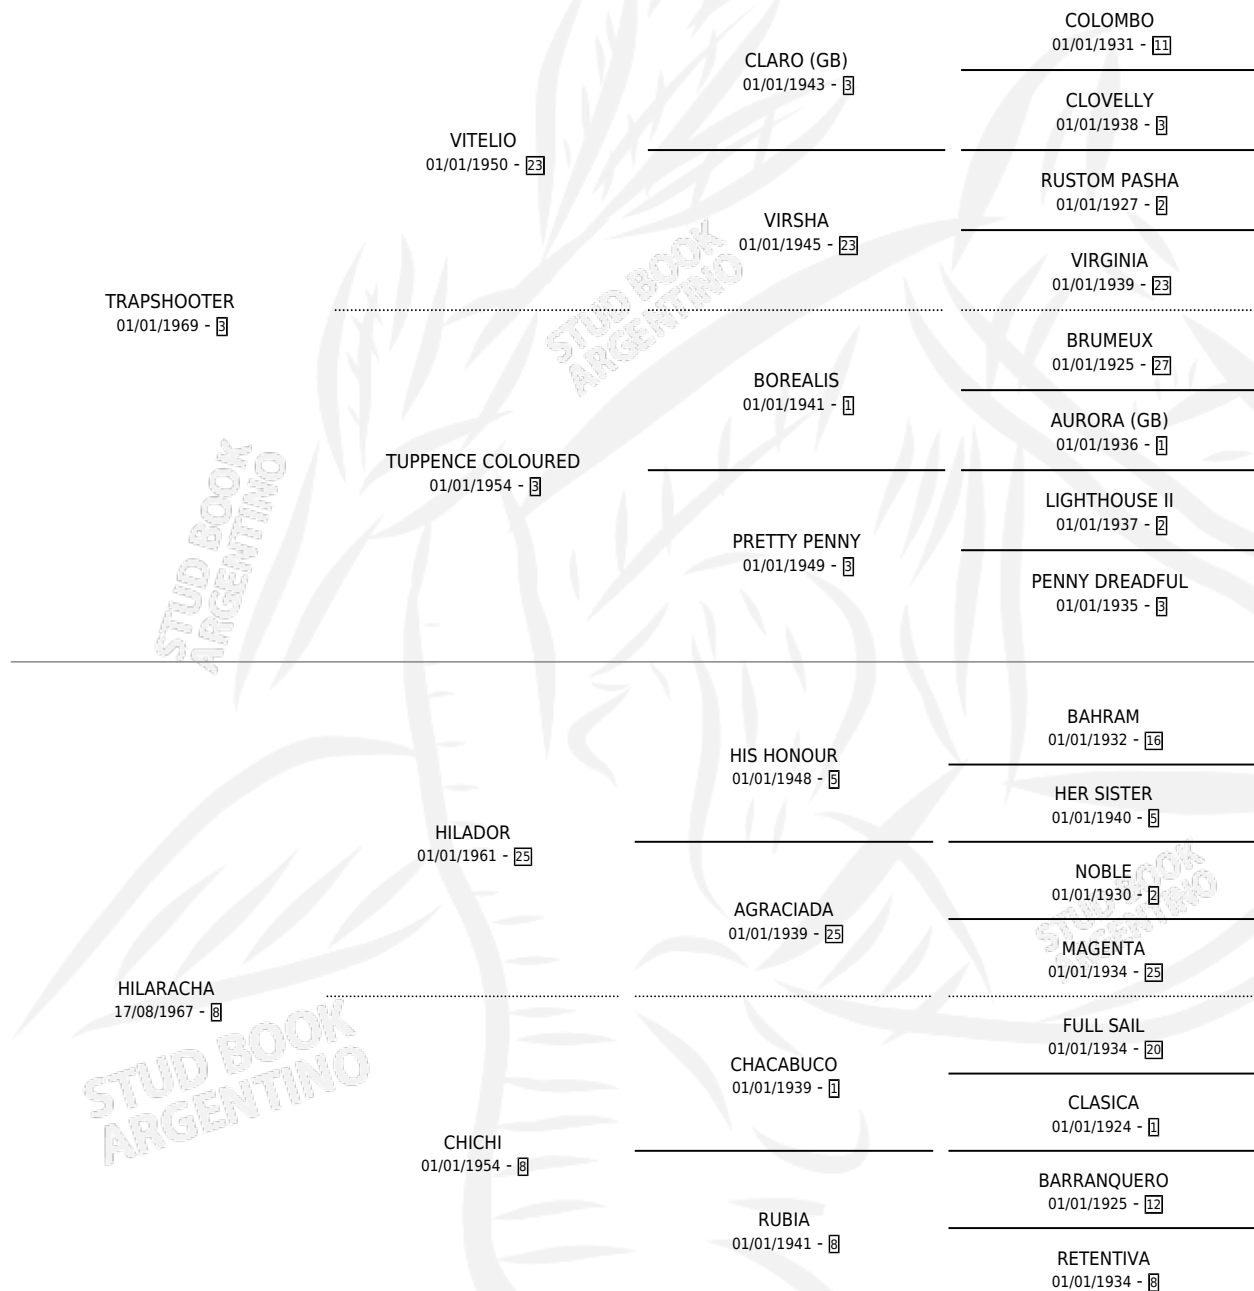 COLOMBO
01/01/1931 - 11
CLARO (GB)
01/01/1943 - 3
CLOVELLY
01/01/1938 - 3
VITELIO
01/01/1950 - 23
RUSTOM PASHA
01/01/1927 - 2
VIRSHA
01/01/1945 - 23
VIRGINIA
01/01/1939 - 23
TRAPSHOOTER
01/01/1969 - 3
STUD BOOK
ARGENTINO
BRUMEUX
01/01/1925 - 27
BOREALIS
01/01/1941 - 1
AURORA (GB)
01/01/1936 - 1
TUPPENCE COLOURED
01/01/1954 - 3
LIGHTHOUSE II
01/01/1937 - 2
PRETTY PENNY
01/01/1949 - 3
PENNY DREADFUL
01/01/1935 - 3
STUD BOOK
ARGENTINO
BAHRAM
01/01/1932 - 16
HIS HONOUR
01/01/1948 - 5
HER SISTER
01/01/1940 - 5
HILADOR
01/01/1961 - 25
NOBLE
01/01/1930 - 2
AGRACIADA
01/01/1939 - 25
MAGENTA
01/01/1934 - 25
STUD BOOK
ARGENTINO
HILARACHA
17/08/1967 - 8
FULL SAIL
01/01/1934 - 20
CHACABUCO
01/01/1939 - 1
CLASICA
01/01/1924 - 1
STUD BOOK
ARGENTINO
CHICHI
01/01/1954 - 8
BARRANQUERO
01/01/1925 - 12
RUBIA
01/01/1941 - 8
RETENTIVA
01/01/1934 - 8